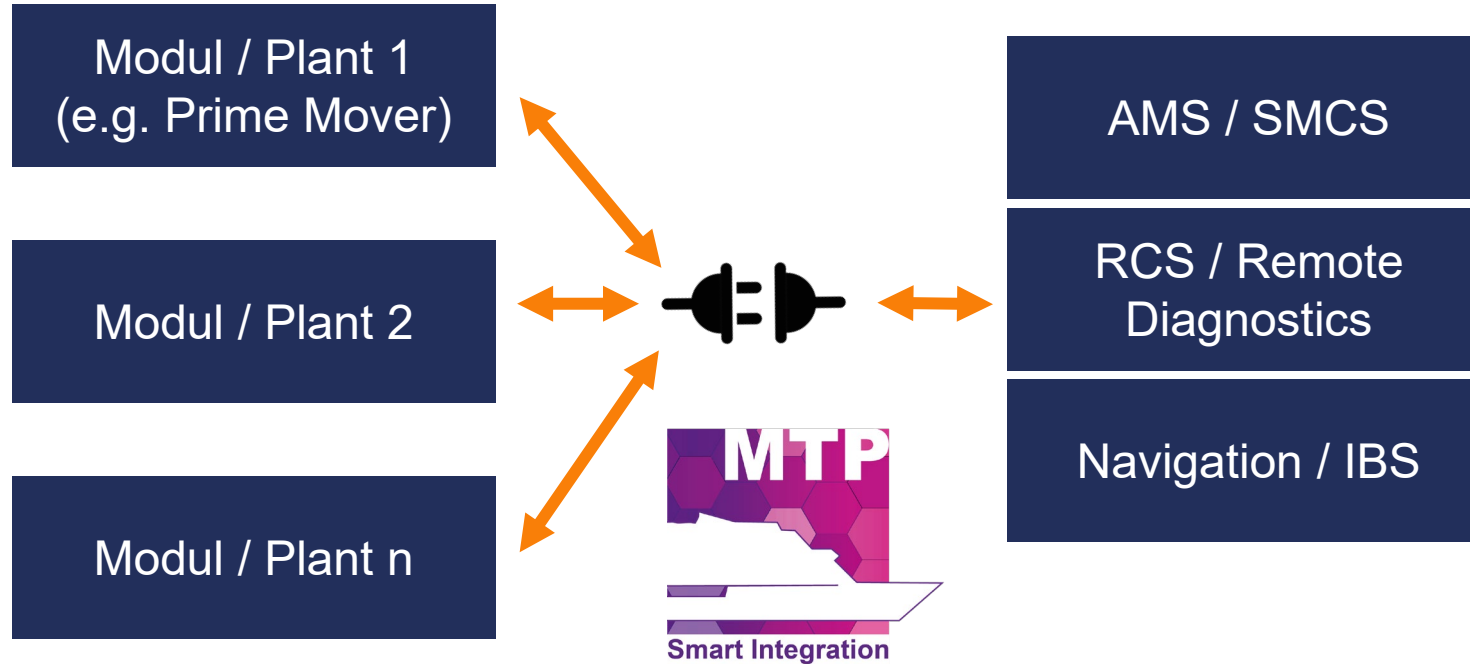 Modul / Plant 1
(e.g. Prime Mover)
Modul / Plant 2
Modul / Plant n
MTP
Smart Integration
AMS / SMCS
RCS / Remote
Diagnostics
Navigation / IBS